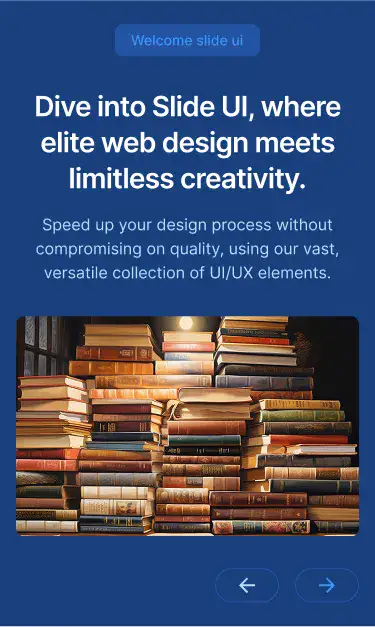 Welcome slide ui
Dive into Slide UI, where
elite web design meets
limitless creativity.
Speed up your design process without
compromising on quality, using our vast,
versatile collection of UI/UX elements.